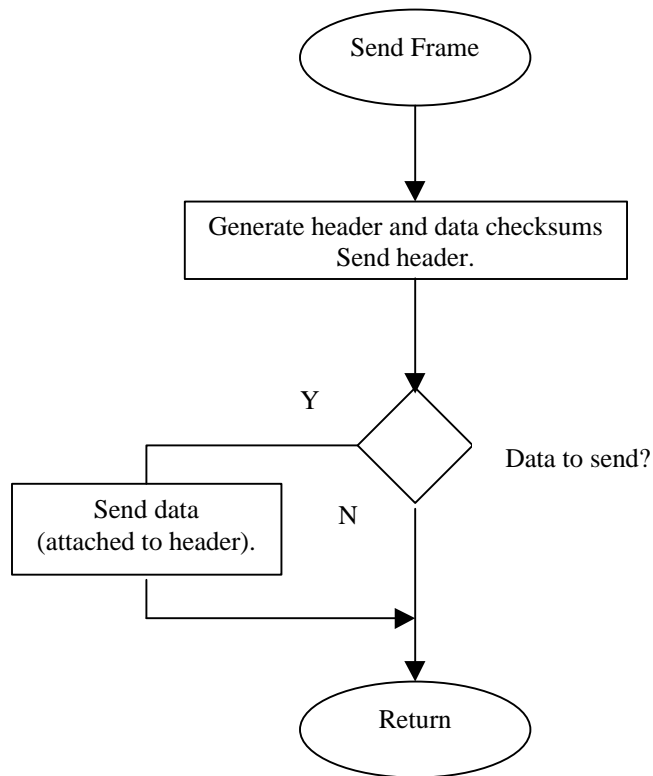 Send Frame
Generate header and data checksums
Send header.
Y
Data to send?
Send data
(attached to header).
N
Return